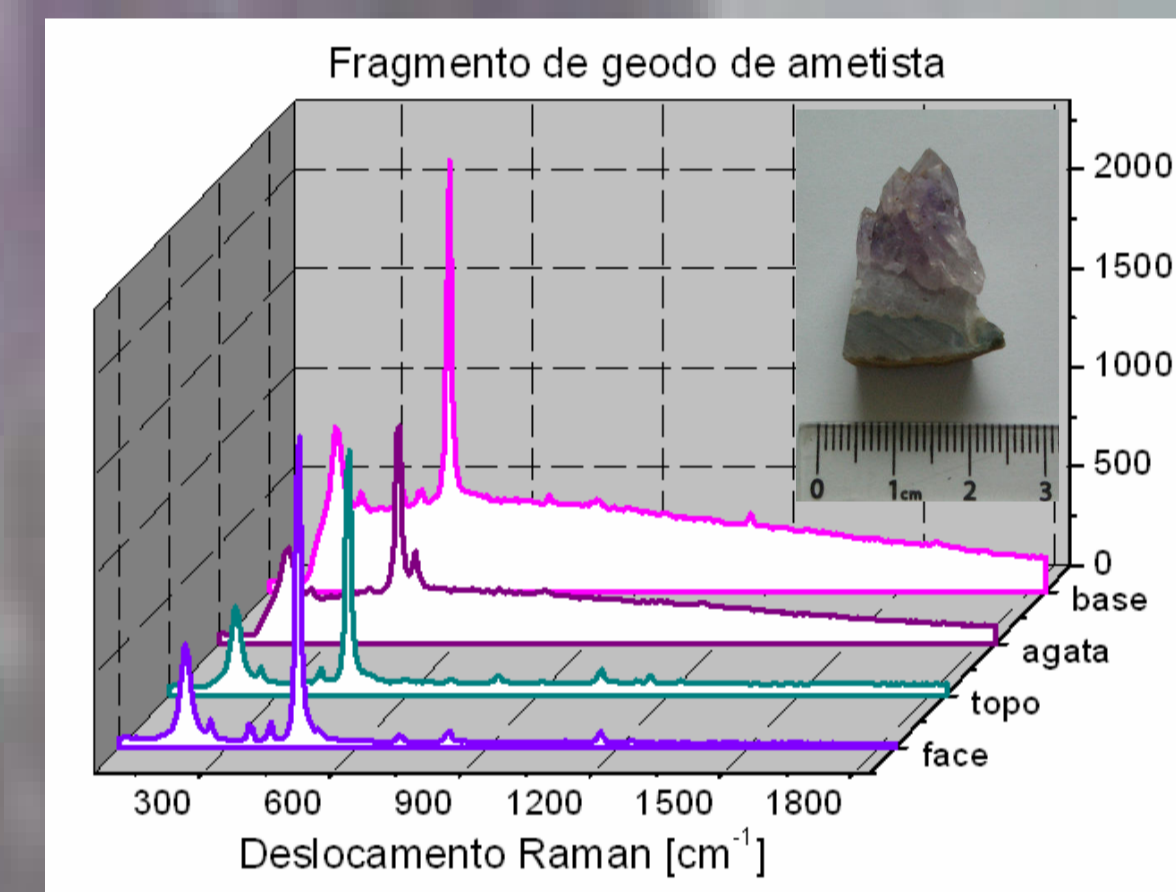 Fragmento de geodo de ametista
2000
1500
1000
500
0
base
agata
topo
face
0 1cm 2 3
300 600 900 1200 1500 1800
Deslocamento Raman [cm⁻¹]